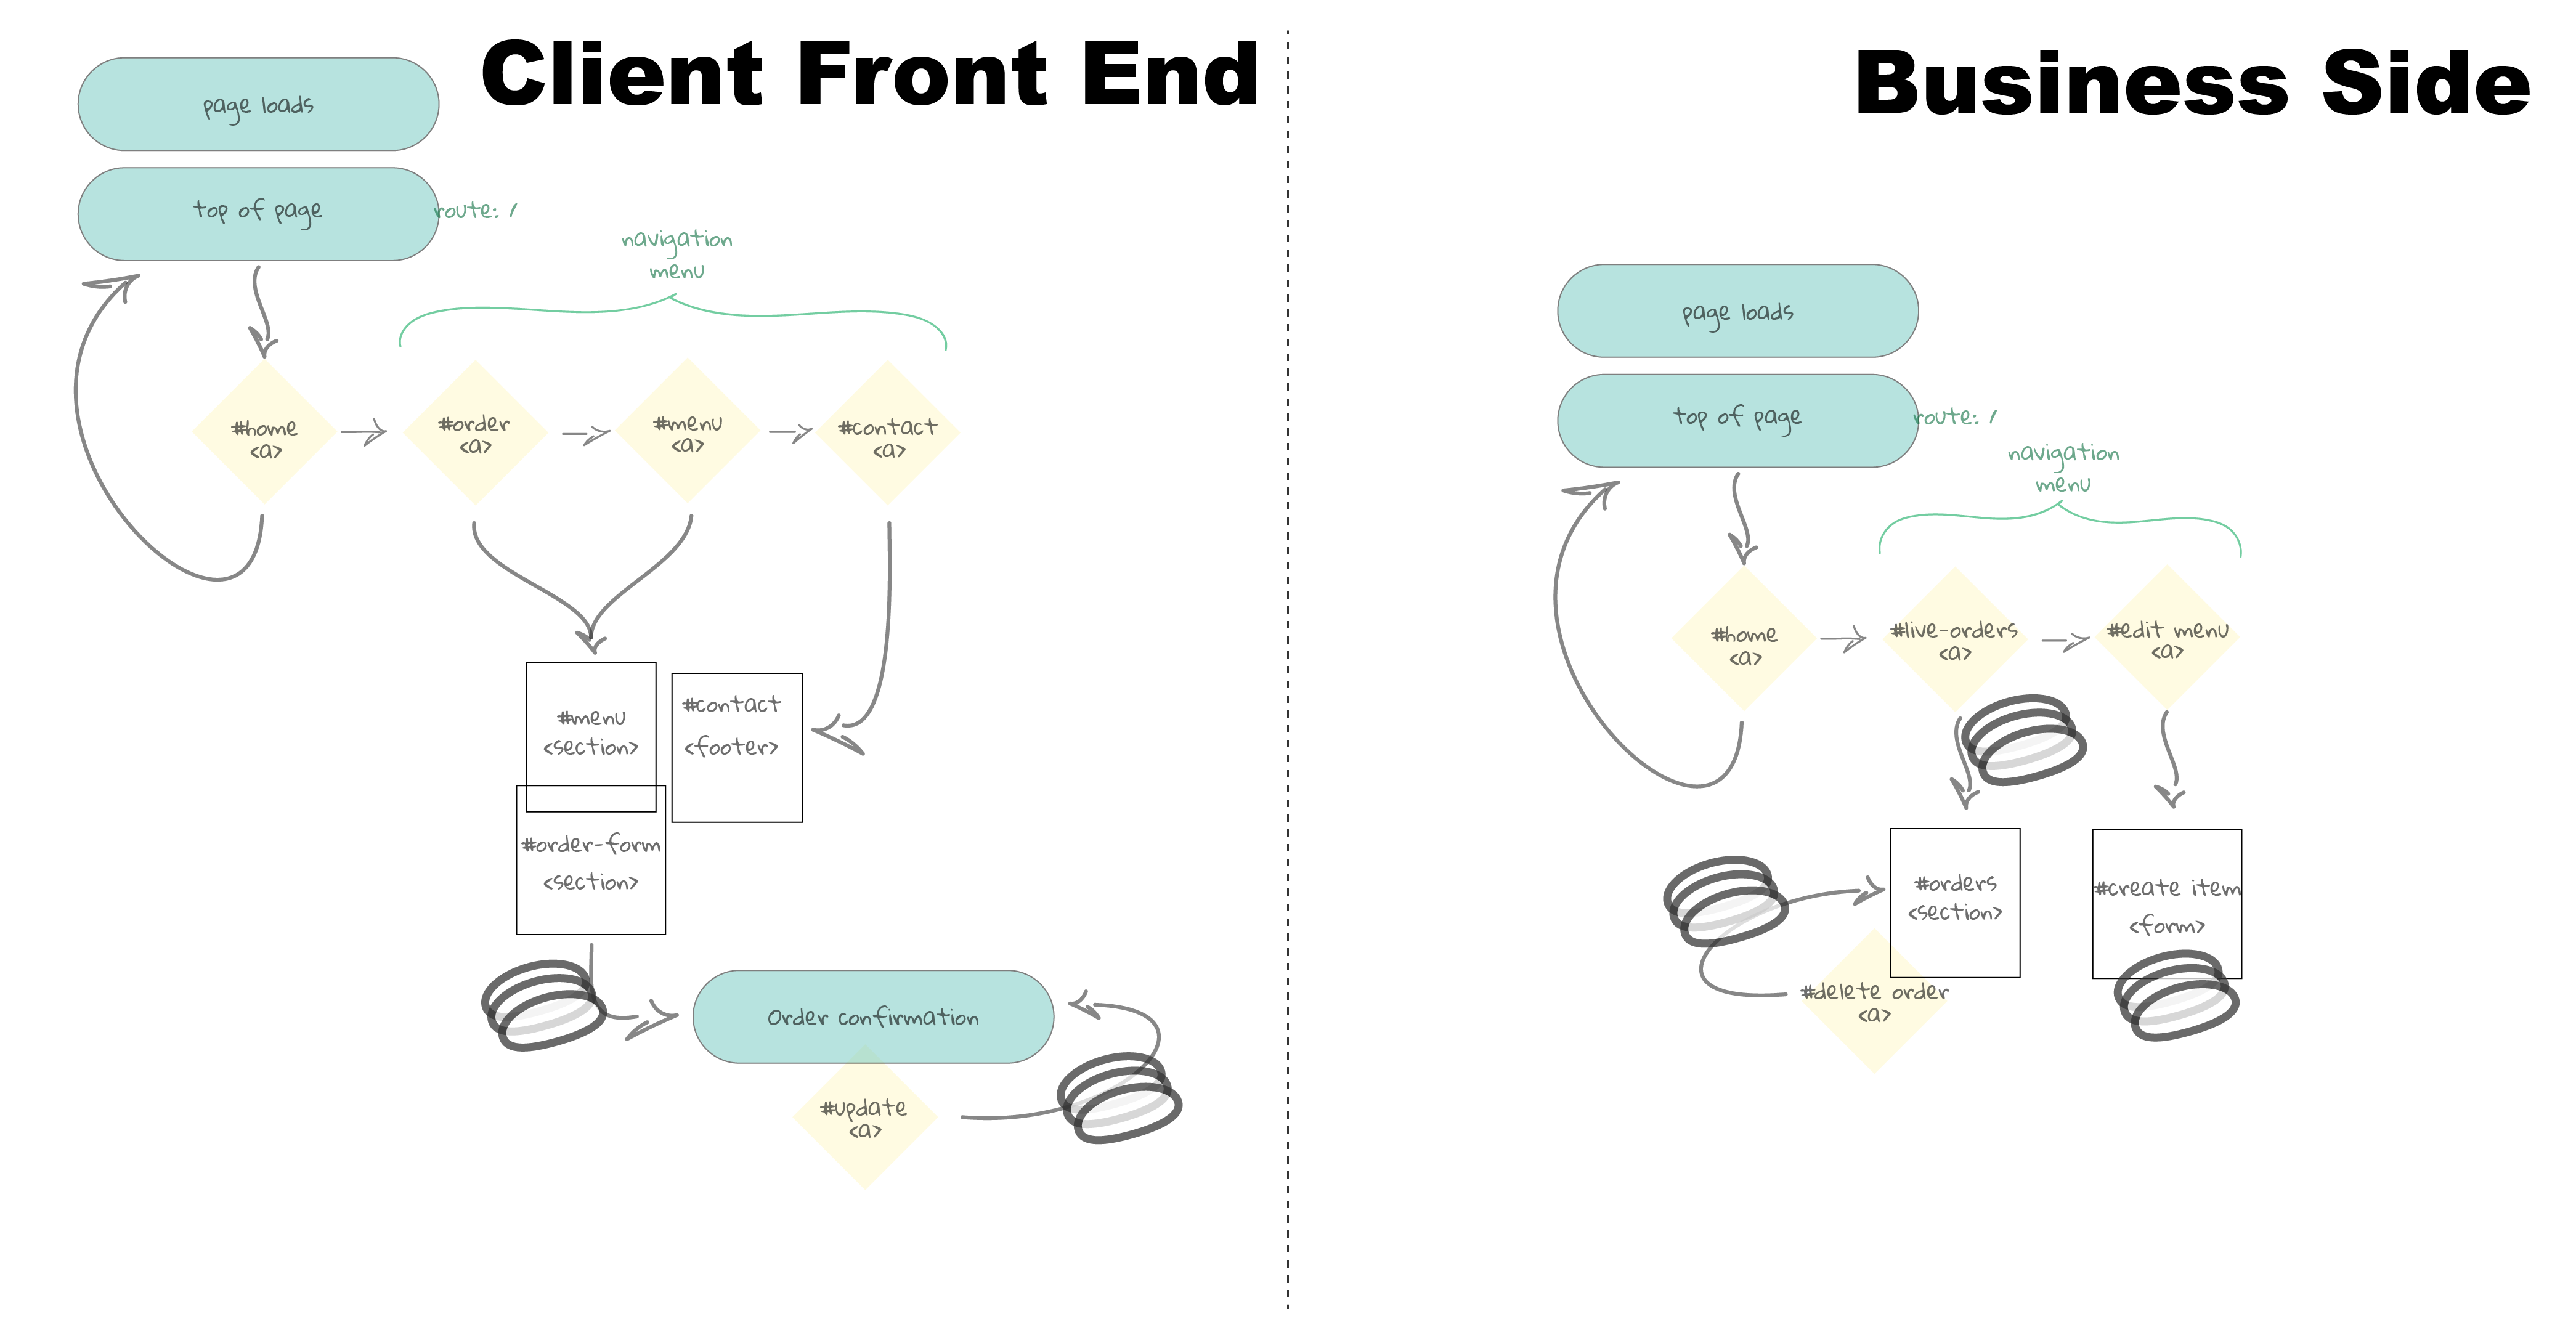 Client Front End
page loads
top of page
route: /
navigation
menu
#home
<a>
#order
<a>
#menu
<a>
#contact
<a>
#menu
<section>
#contact
<footer>
#order-form
<section>
Order confirmation
#update
<a>
Business Side
page loads
top of page
route: /
navigation
menu
#home
<a>
#live-orders
<a>
#edit menu
<a>
#orders
<section>
#create item
<form>
#delete order
<a>